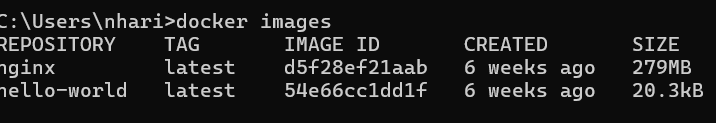 C:\Users\nhari>docker images
REPOSITORY TAG IMAGE ID CREATED SIZE
nginx latest d5f28ef21aab 6 weeks ago 279MB
hello-world latest 54e66cc1dd1f 6 weeks ago 20.3kB